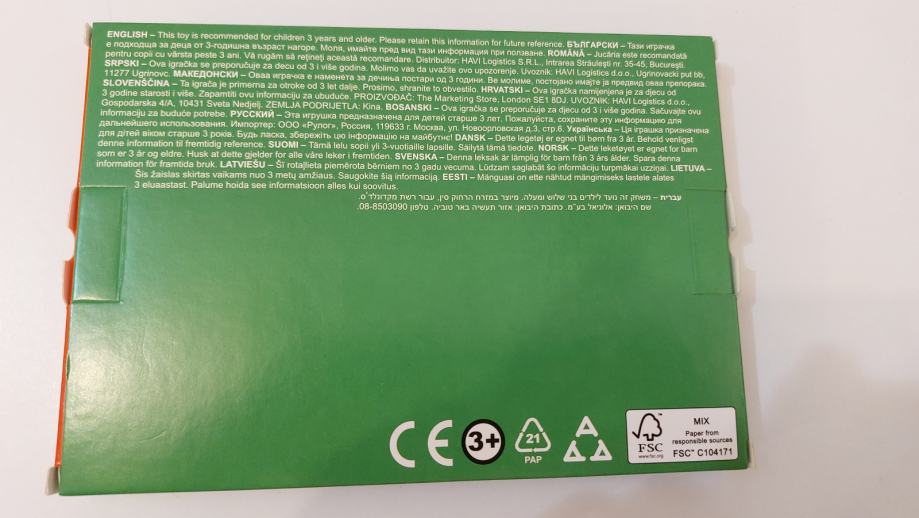 ENGLISH – This toy is recommended for children 3 years and older. Please retain this information for future reference. БЪЛГАРСКИ – Тази играчка
е подходяща за деца от 3-годишна възраст нагоре. Моля, имайте пред вид тази информация при ползване. ROMÂNĂ – Jucăria este recomandată
pentru copii cu vârsta peste 3 ani. Vă rugăm să reţineţi această recomandare. Distribuitor: HAVI Logistics S.R.L., Intrarea Străuleşti nr. 35-45, Bucureşti.
SRPSKI – Ova igračka se preporučuje za decu od 3 i više godina. Molimo vas da uvažite ovo upozorenje. Uvoznik: HAVI Logistics d.o.o., Ugrinovacki put bb,
11277 Ugrinovc. МАКЕДОНСКИ – Оваа играчка е наменета за дечиња постари од 3 години. Ве молиме, постојано имајте ја предвид оваа препорака.
SLOVENŠČINA – Ta igrača je primerna za otroke od 3 let dalje. Prosimo, shranite to obvestilo. HRVATSKI – Ova igračka namijenjena je za djecu od
3 godine starosti i više. Zapamtiti ovu informaciju za ubuduće. PROIZVOĐAČ: The Marketing Store, London SE1 8DJ. UVOZNIK: HAVI Logistics d.o.o.,
Gospodarska 4/A, 10431 Sveta Nedjelj. ZEMLJA PODRIJETLA: Kina. BOSANSKI – Ova igračka se preporučuje za djecu od 3 i više godina. Sačuvajte ovu
informaciju za buduće potrebe. РУССКИЙ – Эта игрушка предназначена для детей старше 3 лет. Пожалуйста, сохраните эту информацию для
дальнейшего использования. Импортер: ООО «Рулог», Россия, 119633 г. Москва, ул. Новоорловская д.3, стр.6. Українська – Ця іграшка призначена
для дітей віком старше 3 років. Будь ласка, збережіть цю інформацію на майбутнє! DANSK – Dette legetøj er egnet til børn fra 3 år. Behold venligst
denne information til fremtidig reference. SUOMI – Tämä lelu sopii yli 3-vuotiaille lapsille. Säilytä tämä tiedote. NORSK – Dette leketøyet er egnet for barn
som er 3 år og eldre. Husk at dette gjelder for alle våre leker i fremtiden. SVENSKA – Denna leksak är lämplig för barn från 3 års ålder. Spara denna
information för framtida bruk. LATVIEŠU – Šī rotaļlieta piemērota bērniem no 3 gadu vecuma. Lūdzam saglabāt šo informāciju turpmākai uzziņai. LIETUVA –
Šis žaislas skirtas vaikams nuo 3 metų amžiaus. Saugokite šią informaciją. EESTI – Mänguasi on ette nähtud mängimiseks lastele alates
3 eluaastast. Palume hoida see informatsioon alles kui soovitus.
עברית – משחק זה נועד לילדים בני שלוש ומעלה. מיוצר במזרח הרחוק סין, עבור רשת מקדונלד'ס.
שם היבואן: אלוניאל בע"מ. כתובת היבואן: אזור תעשיה באר טוביה. טלפון 08-8503090
CE 3+ 21 PAP A
FSC
www.fsc.org
MIX
Paper from
responsible sources
FSC™ C104171